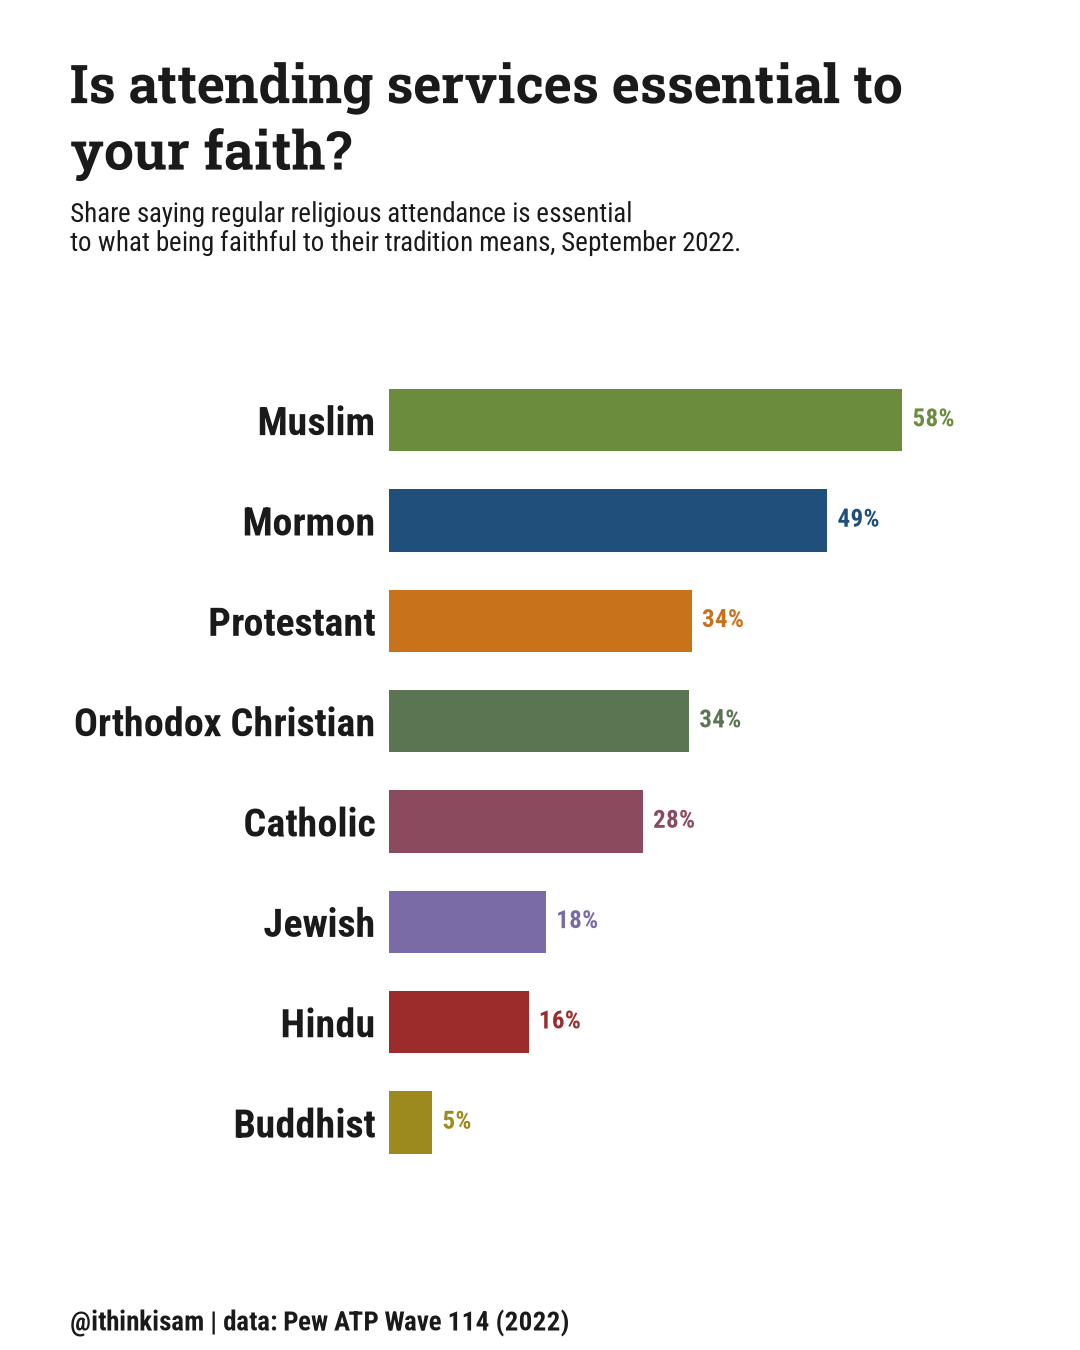 Is attending services essential to
your faith?
Share saying regular religious attendance is essential
to what being faithful to their tradition means, September 2022.
Muslim 58%
Mormon 49%
Protestant 34%
Orthodox Christian 34%
Catholic 28%
Jewish 18%
Hindu 16%
Buddhist 5%
@ithinkisam | data: Pew ATP Wave 114 (2022)